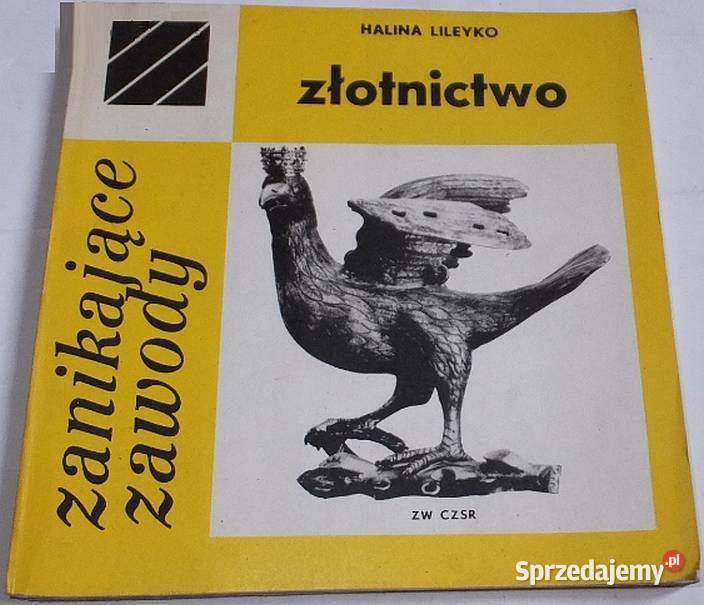 HALINA LILEYKO
złotnictwo
zanikające
zawody
ZW CZSR
Sprzedajemy.pl